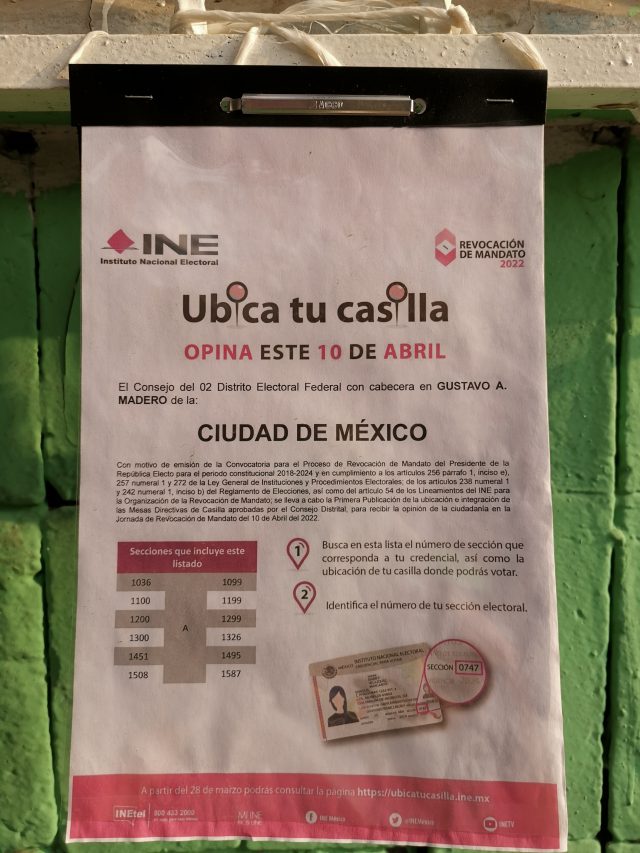 INE
Instituto Nacional Electoral
REVOCACIÓN
DE MANDATO
2022
Ubica tu casilla
OPINA ESTE 10 DE ABRIL
El Consejo del 02 Distrito Electoral Federal con cabecera en GUSTAVO A.
MADERO de la:
CIUDAD DE MÉXICO
Con motivo de emisión de la Convocatoria para el Proceso de Revocación de Mandato del Presidente de la
República Electo para el periodo constitucional 2018-2024 y en cumplimiento a los artículos 256 párrafo 1, inciso e),
257 numeral 1 y 272 de la Ley General de Instituciones y Procedimientos Electorales; de los artículos 238 numeral 1
y 242 numeral 1, inciso b) del Reglamento de Elecciones, así como del artículo 54 de los Lineamientos del INE para
la Organización de la Revocación de Mandato; se lleva a cabo la Primera Publicación de la ubicación e integración de
las Mesas Directivas de Casilla aprobadas por el Consejo Distrital, para recibir la opinión de la ciudadanía en la
Jornada de Revocación de Mandato del 10 de Abril del 2022.
Secciones que incluye este
listado
1036 1099
1100 1199
1200 1299
A
1300 1326
1451 1495
1508 1587
1 Busca en esta lista el número de sección que
corresponda a tu credencial, así como la
ubicación de tu casilla donde podrás votar.
2 Identifica el número de tu sección electoral.
MÉXICO INSTITUTO NACIONAL ELECTORAL
CREDENCIAL PARA VOTAR
SECCIÓN 0747
A partir del 28 de marzo podrás consultar la página https://ubicatucasilla.ine.mx
INEtel 800 433 2000
INE México
@INEMexico
INETV